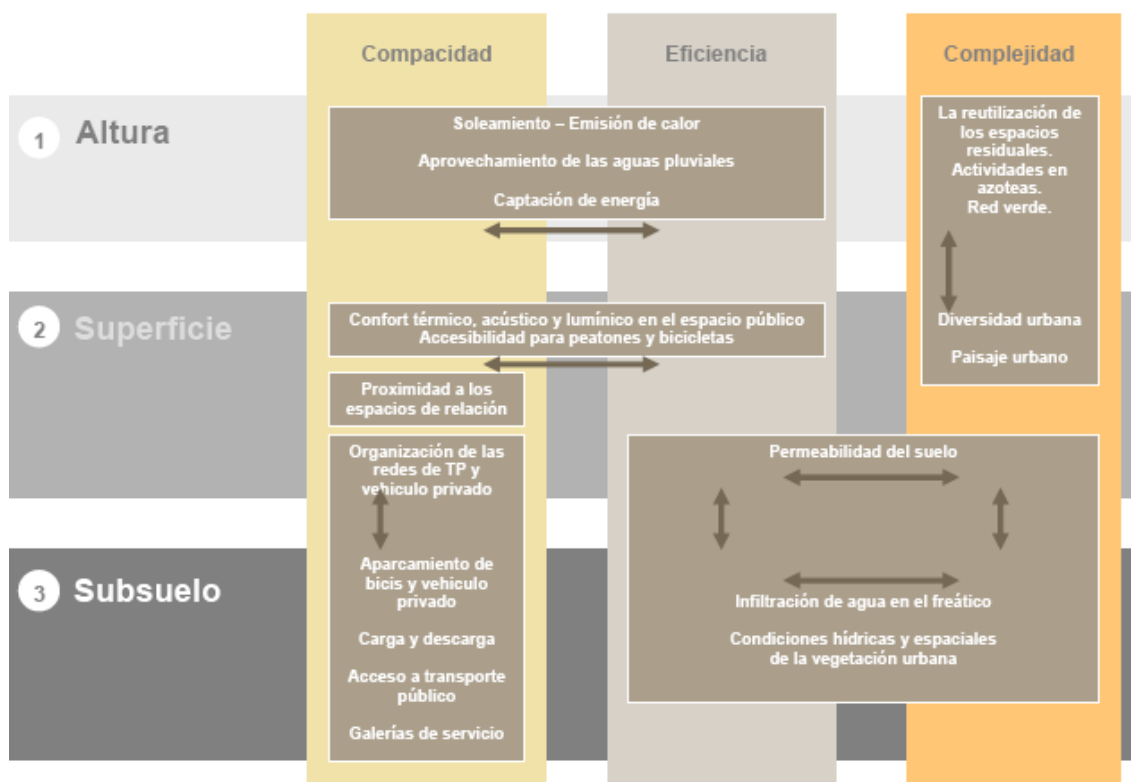 Compacidad
Eficiencia
Complejidad
1
Altura
Soleamiento – Emisión de calor
Aprovechamiento de las aguas pluviales
Captación de energía
La reutilización de
los espacios
residuales.
Actividades en
azoteas.
Red verde.
2
Superficie
Confort térmico, acústico y lumínico en el espacio público
Accesibilidad para peatones y bicicletas
Diversidad urbana
Paisaje urbano
Proximidad a los
espacios de relación
Organización de las
redes de TP y
vehiculo privado
Permeabilidad del suelo
3
Subsuelo
Aparcamiento de
bicis y vehiculo
privado
Carga y descarga
Acceso a transporte
público
Galerías de servicio
Infiltración de agua en el freático
Condiciones hídricas y espaciales
de la vegetación urbana